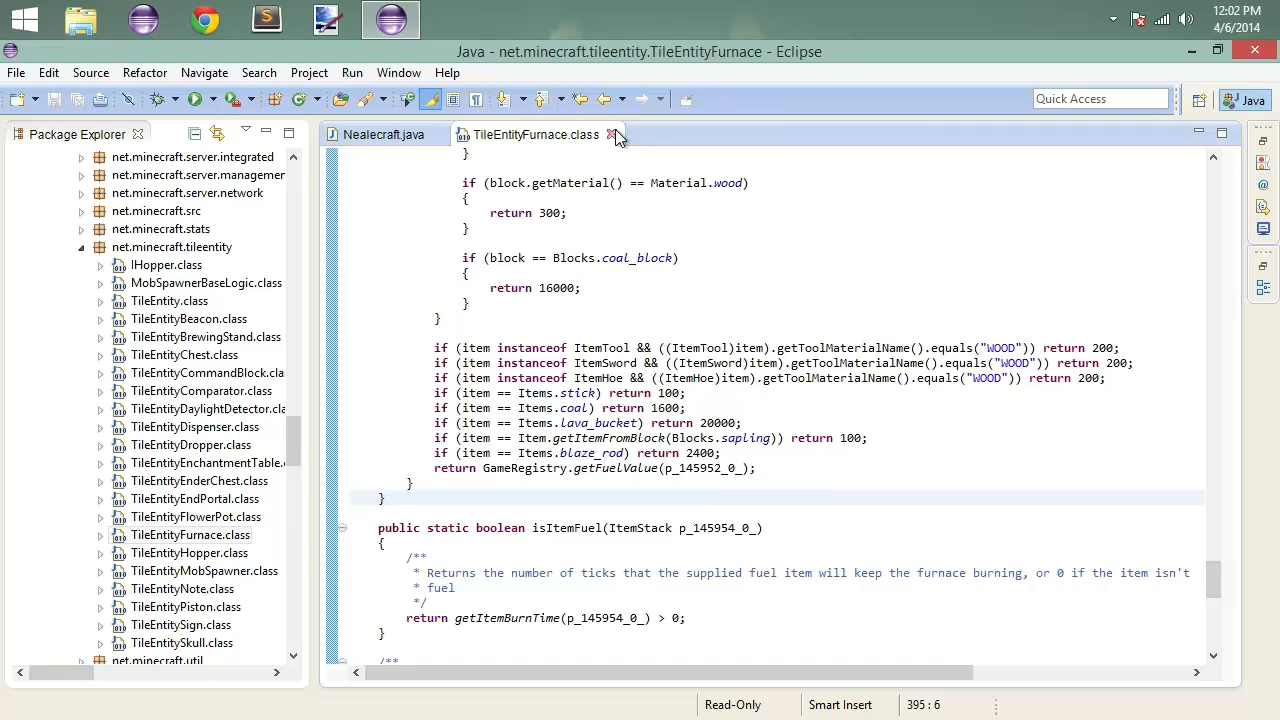 12:02 PM
4/6/2014
Java - net.minecraft.tileentity.TileEntityFurnace - Eclipse
File Edit Source Refactor Navigate Search Project Run Window Help
Quick Access
Java
Package Explorer
Nealecraft.java
TileEntityFurnace.class
net.minecraft.server.integrated
net.minecraft.server.managemer
net.minecraft.server.network
net.minecraft.src
net.minecraft.stats
net.minecraft.tileentity
IHopper.class
MobSpawnerBaseLogic.class
TileEntity.class
TileEntityBeacon.class
TileEntityBrewingStand.class
TileEntityChest.class
TileEntityCommandBlock.cla
TileEntityComparator.class
TileEntityDaylightDetector.cla
TileEntityDispenser.class
TileEntityDropper.class
TileEntityEnchantmentTable.c
TileEntityEnderChest.class
TileEntityEndPortal.class
TileEntityFlowerPot.class
TileEntityFurnace.class
TileEntityHopper.class
TileEntityMobSpawner.class
TileEntityNote.class
TileEntityPiston.class
TileEntitySign.class
TileEntitySkull.class
net.minecraft.util
}
if (block.getMaterial() == Material.wood)
{
return 300;
}
if (block == Blocks.coal_block)
{
return 16000;
}
}
if (item instanceof ItemTool && ((ItemTool)item).getToolMaterialName().equals("WOOD")) return 200;
if (item instanceof ItemSword && ((ItemSword)item).getToolMaterialName().equals("WOOD")) return 200;
if (item instanceof ItemHoe && ((ItemHoe)item).getToolMaterialName().equals("WOOD")) return 200;
if (item == Items.stick) return 100;
if (item == Items.coal) return 1600;
if (item == Items.lava_bucket) return 20000;
if (item == Item.getItemFromBlock(Blocks.sapling)) return 100;
if (item == Items.blaze_rod) return 2400;
return GameRegistry.getFuelValue(p_145952_0_);
}
}
public static boolean isItemFuel(ItemStack p_145954_0_)
{
/**
* Returns the number of ticks that the supplied fuel item will keep the furnace burning, or 0 if the item isn't
* fuel
*/
return getItemBurnTime(p_145954_0_) > 0;
}
/**
Read-Only
Smart Insert
395 : 6